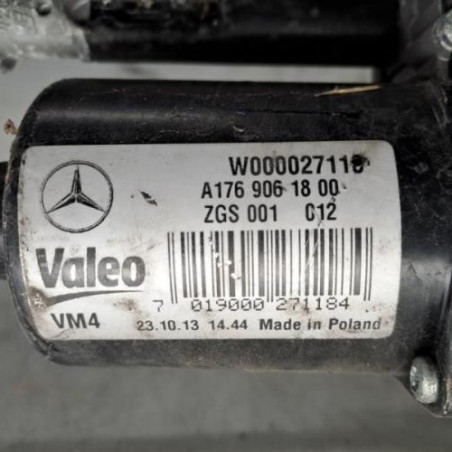 W000027118
A176 906 18 00
ZGS 001 C12
Valeo
7 019000 271184
VM4
23.10.13 14.44 Made in Poland